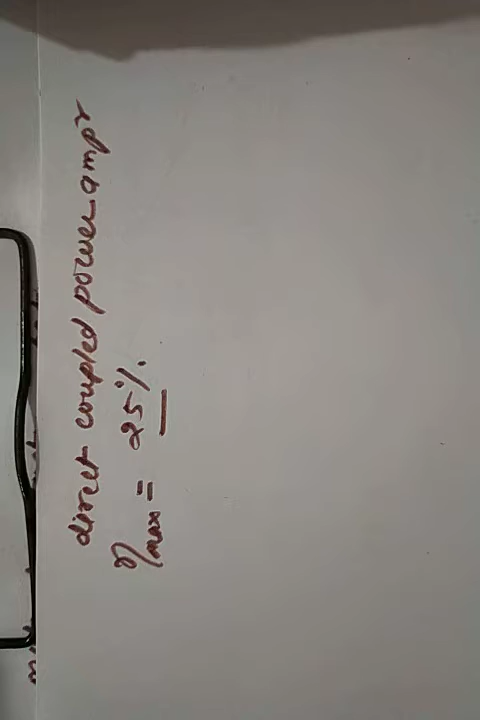 direct coupled power amp
ηmax = 25%